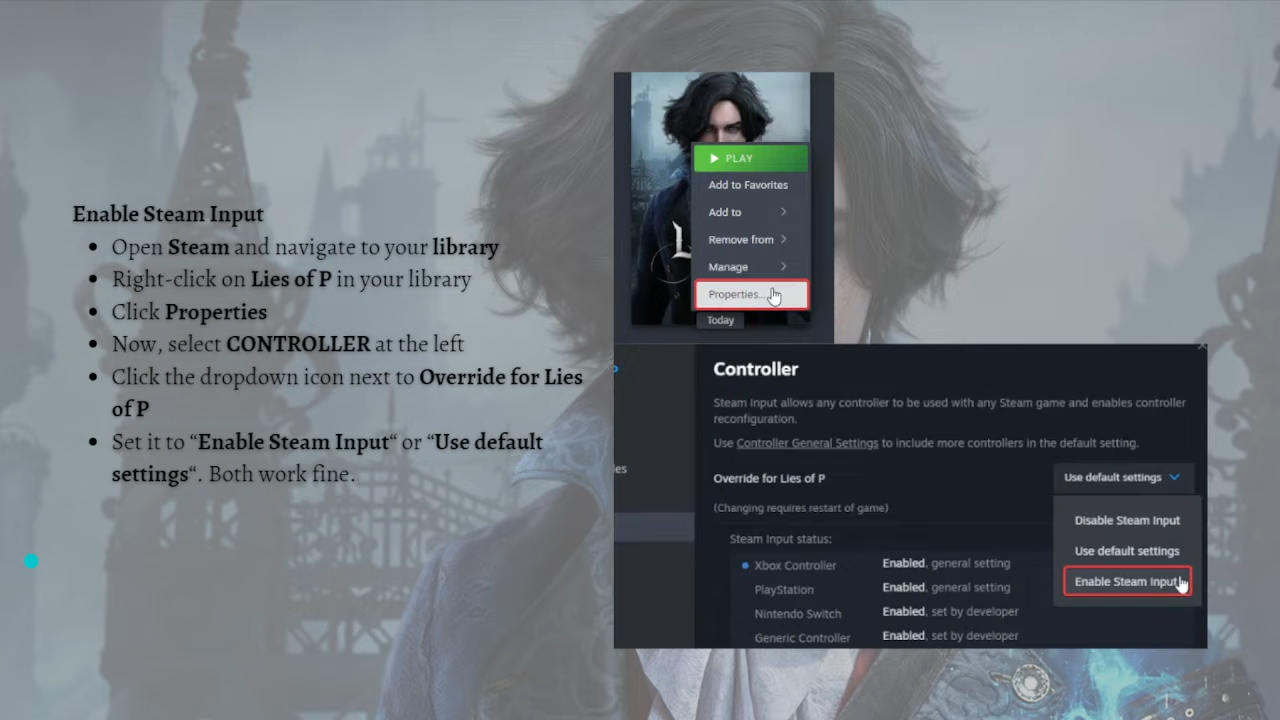 Enable Steam Input
• Open Steam and navigate to your library
• Right-click on Lies of P in your library
• Click Properties
• Now, select CONTROLLER at the left
• Click the dropdown icon next to Override for Lies
of P
• Set it to “Enable Steam Input“ or “Use default
settings“. Both work fine.
PLAY
Add to Favorites
Add to
Remove from
Manage
Properties...
Today
Controller
Steam Input allows any controller to be used with any Steam game and enables controller
reconfiguration.
Use Controller General Settings to include more controllers in the default setting.
Override for Lies of P Use default settings
(Changing requires restart of game)
Disable Steam Input
Use default settings
Enable Steam Input
Steam Input status:
Xbox Controller Enabled, general setting
PlayStation Enabled, general setting
Nintendo Switch Enabled, set by developer
Generic Controller Enabled, set by developer